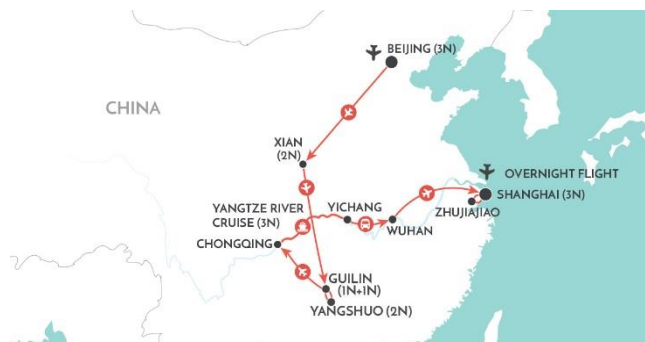 BEIJING (3N)
CHINA
XIAN
(2N)
OVERNIGHT FLIGHT
SHANGHAI (3N)
ZHUJIAJIAO
YANGTZE RIVER
CRUISE (3N)
YICHANG
WUHAN
CHONGQING
GUILIN
(1N+1N)
YANGSHUO (2N)